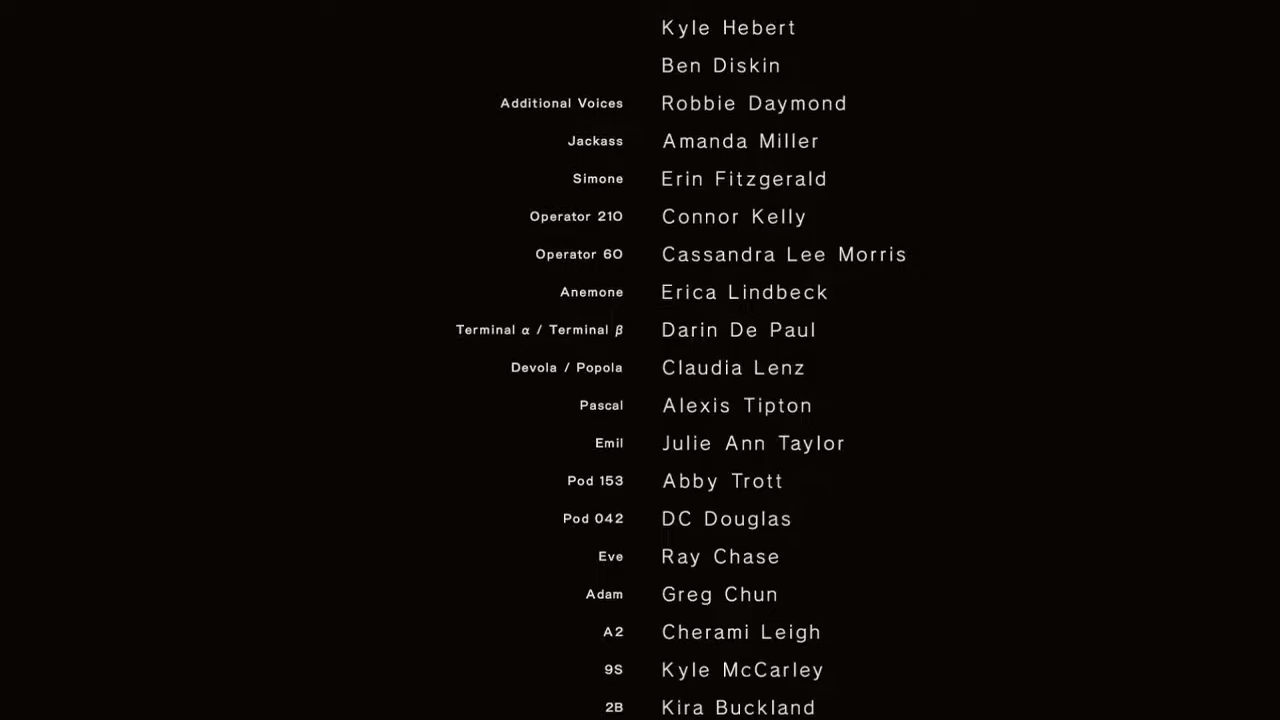 Kyle Hebert
Ben Diskin
Additional Voices Robbie Daymond
Jackass Amanda Miller
Simone Erin Fitzgerald
Operator 21O Connor Kelly
Operator 6O Cassandra Lee Morris
Anemone Erica Lindbeck
Terminal α / Terminal β Darin De Paul
Devola / Popola Claudia Lenz
Pascal Alexis Tipton
Emil Julie Ann Taylor
Pod 153 Abby Trott
Pod 042 DC Douglas
Eve Ray Chase
Adam Greg Chun
A2 Cherami Leigh
9S Kyle McCarley
2B Kira Buckland